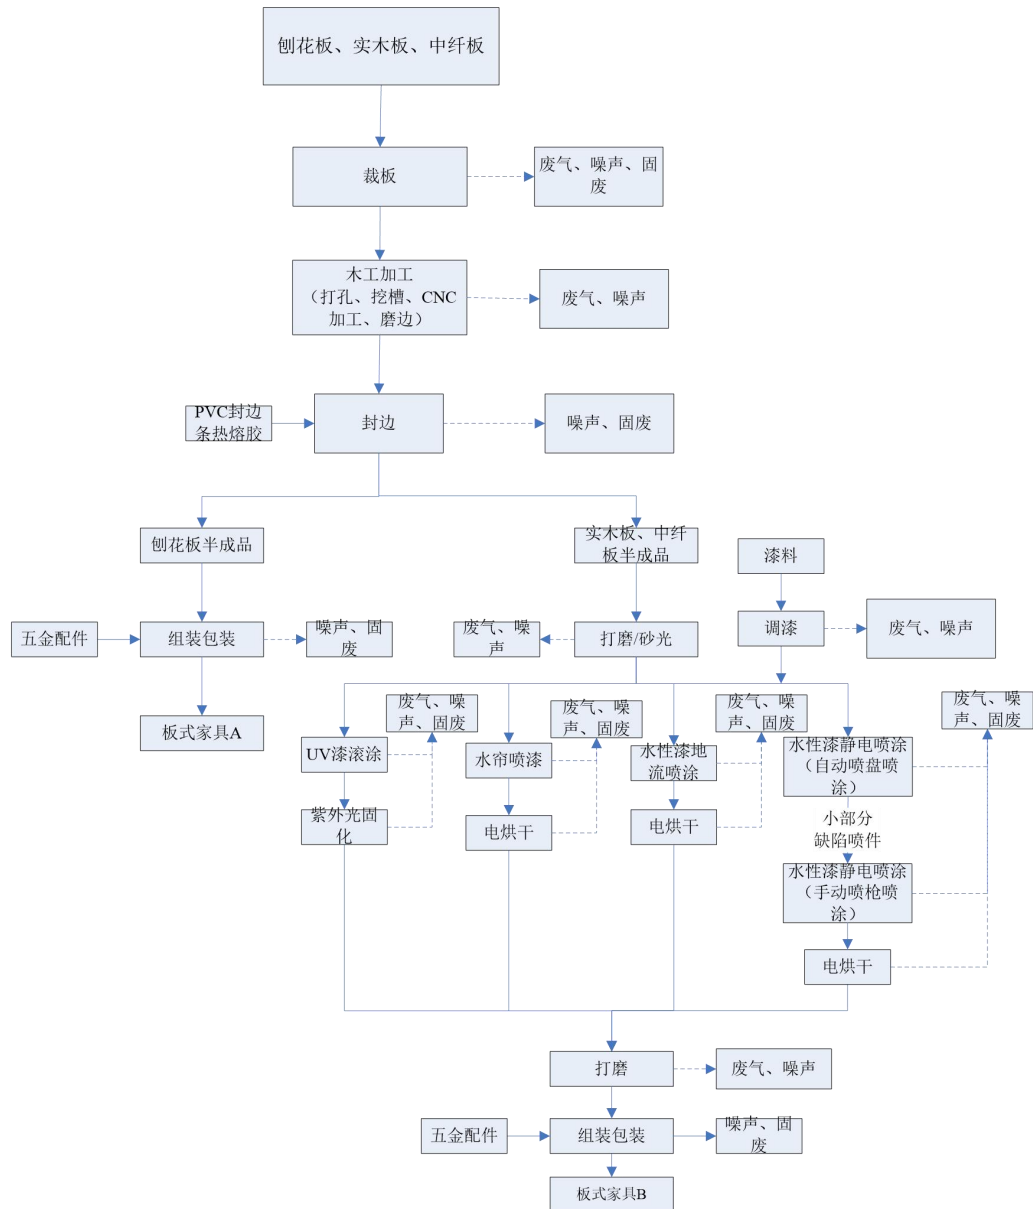 刨花板、实木板、中纤板
裁板
废气、噪声、固
废
木工加工
（打孔、挖槽、CNC
加工、磨边）
废气、噪声
PVC封边
条热熔胶
封边
噪声、固废
刨花板半成品
实木板、中纤
板半成品
漆料
五金配件
组装包装
噪声、固
废
废气、噪
声
打磨/砂光
调漆
废气、噪声
板式家具A
废气、噪
声、固废
废气、噪
声、固废
废气、噪
声、固废
废气、噪
声、固废
UV漆滚涂
水帘喷漆
水性漆地
流喷涂
水性漆静电喷涂
（自动喷盘喷
涂）
紫外光固
化
电烘干
电烘干
小部分
缺陷喷件
水性漆静电喷涂
（手动喷枪喷
涂）
电烘干
打磨
废气、噪声
五金配件
组装包装
噪声、固
废
板式家具B